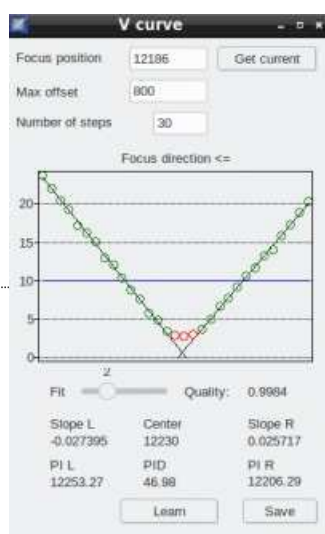 V curve
Focus position 12186 Get current
Max offset 800
Number of steps 30
Focus direction <=
20
15
10
5
0
2
Fit Quality: 0.9984
Slope L Center Slope R
-0.027395 12230 0.025717
PI L PID PI R
12253.27 46.98 12206.29
Learn Save